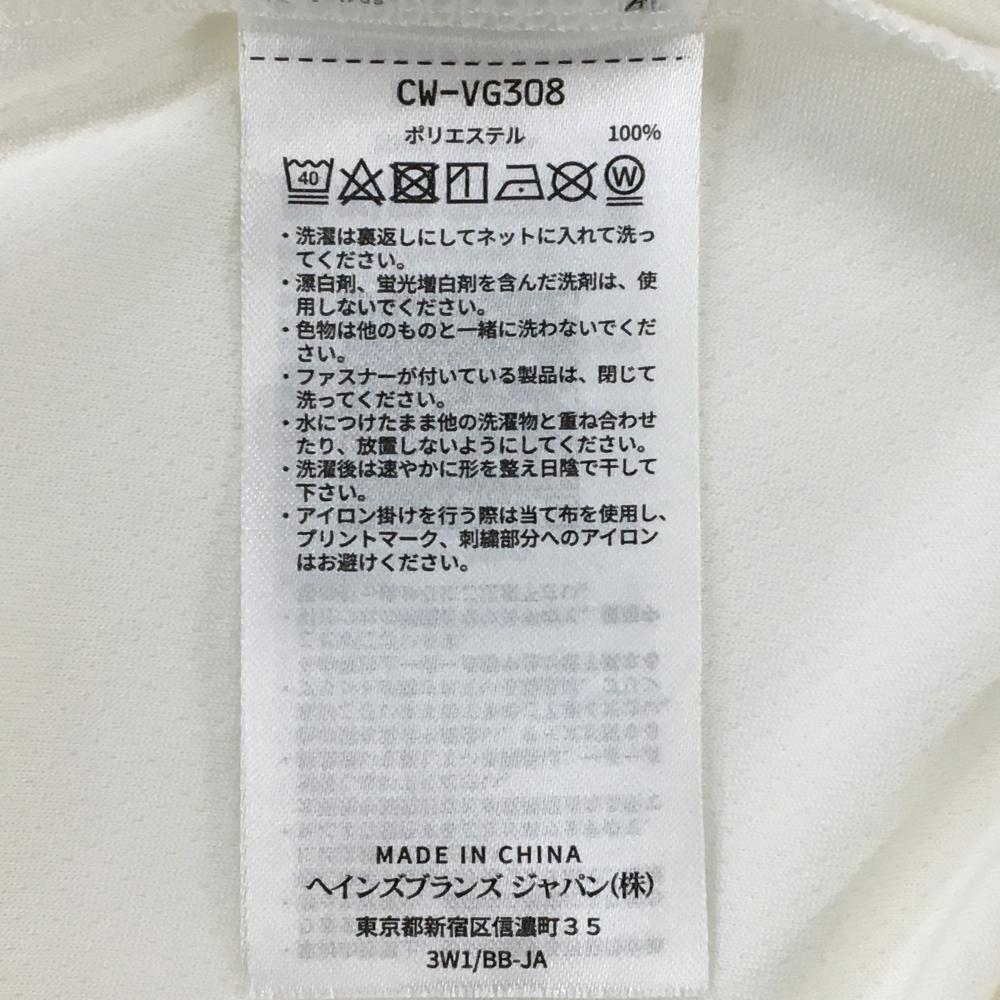 CW-VG308
ポリエステル 100%
40 W
・洗濯は裏返しにしてネットに入れて洗っ
てください。
・漂白剤、蛍光増白剤を含んだ洗剤は、使
用しないでください。
・色物は他のものと一緒に洗わないでくだ
さい。
・ファスナーが付いている製品は、閉じて
洗ってください。
・水につけたまま他の洗濯物と重ね合わせ
たり、放置しないようにしてください。
・洗濯後は速やかに形を整え日陰で干して
下さい。
・アイロン掛けを行う際は当て布を使用し、
プリントマーク、刺繍部分へのアイロン
はお避けください。
MADE IN CHINA
ヘインズブランズ ジャパン(株)
東京都新宿区信濃町３５
3W1/BB-JA